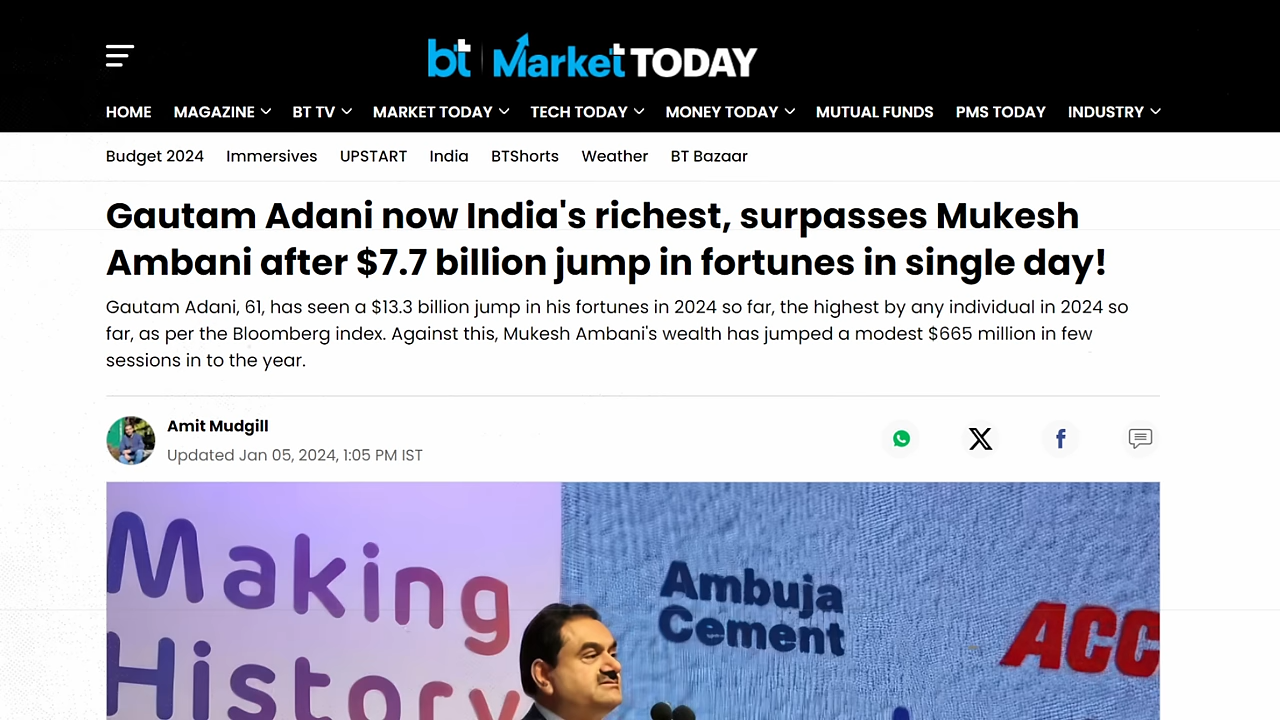 bt Market TODAY
HOME MAGAZINE BT TV MARKET TODAY TECH TODAY MONEY TODAY MUTUAL FUNDS PMS TODAY INDUSTRY
Budget 2024 Immersives UPSTART India BTShorts Weather BT Bazaar
Gautam Adani now India's richest, surpasses Mukesh
Ambani after $7.7 billion jump in fortunes in single day!
Gautam Adani, 61, has seen a $13.3 billion jump in his fortunes in 2024 so far, the highest by any individual in 2024 so
far, as per the Bloomberg index. Against this, Mukesh Ambani's wealth has jumped a modest $665 million in few
sessions in to the year.
Amit Mudgill
Updated Jan 05, 2024, 1:05 PM IST
Making
History
Ambuja
Cement
ACC